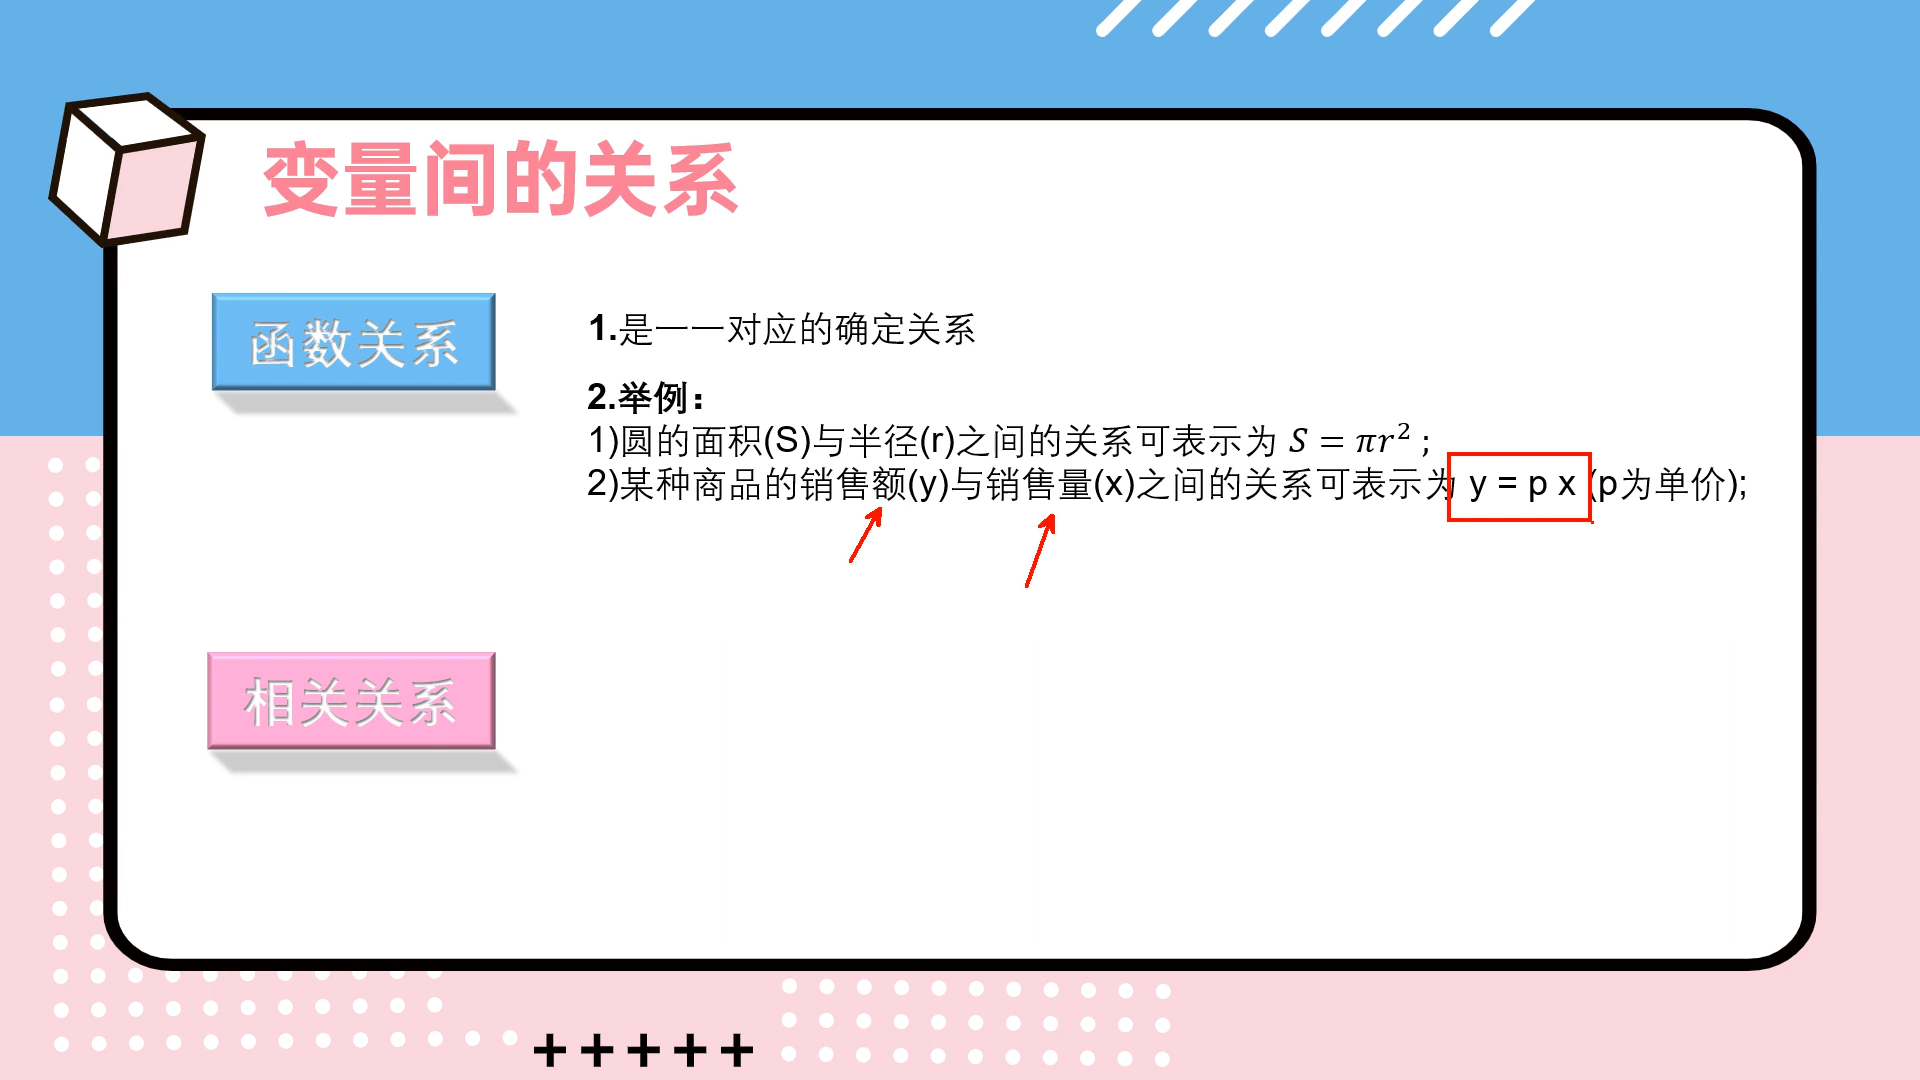 变量间的关系
函数关系
1.是一一对应的确定关系
2.举例：
1)圆的面积(S)与半径(r)之间的关系可表示为 S = πr² ;
2)某种商品的销售额(y)与销售量(x)之间的关系可表示为 y = p x (p为单价);
相关关系